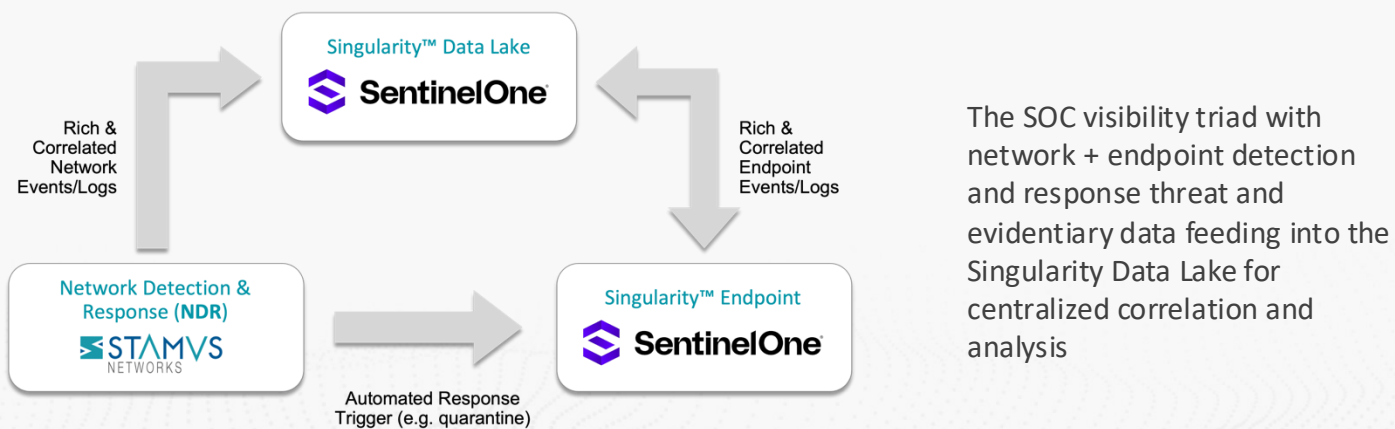 Singularity™ Data Lake
SentinelOne
Rich &
Correlated
Network
Events/Logs
Rich &
Correlated
Endpoint
Events/Logs
Network Detection &
Response (NDR)
STAMVS
NETWORKS
Singularity™ Endpoint
SentinelOne
Automated Response
Trigger (e.g. quarantine)
The SOC visibility triad with
network + endpoint detection
and response threat and
evidentiary data feeding into the
Singularity Data Lake for
centralized correlation and
analysis